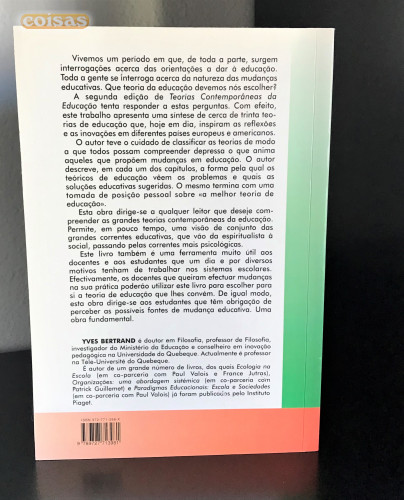 coisas
Vivemos um período em que, de toda a parte, surgem
interrogações acerca das orientações a dar à educação.
Toda a gente se interroga acerca da natureza das mudanças
educativas. Que teoria da educação devemos nós escolher?
A segunda edição de Teorias Contemporâneas da
Educação tenta responder a estas perguntas. Com efeito,
este trabalho apresenta uma síntese de cerca de trinta teo-
rias de educação que, hoje em dia, inspiram as reflexões
e as inovações em diferentes países europeus e americanos.
O autor teve o cuidado de classificar as teorias de modo
a que todos possam compreender depressa o que anima
aqueles que propõem mudanças em educação. O autor
descreve, em cada um dos capítulos, a forma pela qual os
teóricos de educação vêem os problemas e quais as
soluções educativas sugeridas. O mesmo termina com uma
tomada de posição pessoal sobre «a melhor teoria de
educação».
Esta obra dirige-se a qualquer leitor que deseje com-
preender as grandes teorias contemporâneas da educação.
Permite, em pouco tempo, uma visão de conjunto das
grandes correntes educativas, que vão da espiritualista à
social, passando pelas correntes mais psicológicas.
Este livro também é uma ferramenta muito útil aos
docentes e aos estudantes que um dia e por diversos
motivos tenham de trabalhar nos sistemas escolares.
Efectivamente, os docentes que queiram efectuar mudanças
na sua prática poderão utilizar este livro para escolher para
si a teoria de educação que lhes convém. De igual modo,
esta obra dirige-se aos estudantes que têm obrigação de
perceber as possíveis fontes de mudança educativa. Uma
obra fundamental.
YVES BERTRAND é doutor em Filosofia, professor de Filosofia,
investigador do Ministério da Educação e conselheiro em inovação
pedagógica na Universidade do Quebeque. Actualmente é professor
na Télé-Université do Quebeque.
É autor de um grande número de livros, dos quais Ecologia na
Escola (em co-parceria com Paul Valois e France Jutras),
Organizações: uma abordagem sistémica (em co-parceria com
Patrick Guillemet) e Paradigmas Educacionais: Escola e Sociedades
(em co-parceria com Paul Valois) já foram publicados pelo Instituto
Piaget.